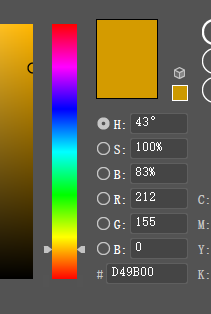 H: 43°
S: 100%
B: 83%
R: 212 C:
G: 155 M:
B: 0 Y:
# D49B00 K: